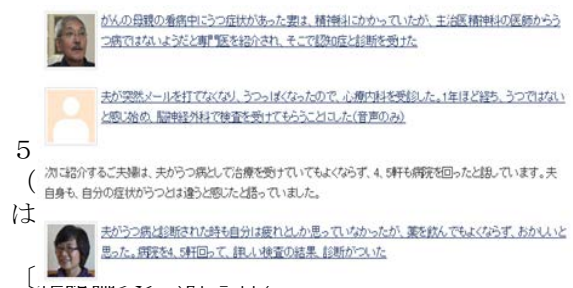 がんの母親の看病中にうつ症状があった妻は、精神科にかかっていたが、主治医精神科の医師からう
つ病ではないようだと専門医を紹介され、そこで認知症と診断を受けた
夫が突然メールを打てなくなり、うつっぽくなったので、心療内科を受診した。1年ほど経ち、うつではない
と感じ始め、脳神経外科で検査を受けてもらうことにした(音声のみ)
5
次に紹介するご夫婦は、夫がうつ病として治療を受けていてもよくならず、4, 5軒も病院を回ったと話しています。夫
(
自身も、自分の症状がうつとは違うと感じたと語っていました。
は
夫がうつ病と診断された時も自分は疲れとしか思っていなかったが、薬を飲んでもよくならず、おかしいと
思った。病院を4, 5軒回って、詳しい検査の結果、診断がついた
〔